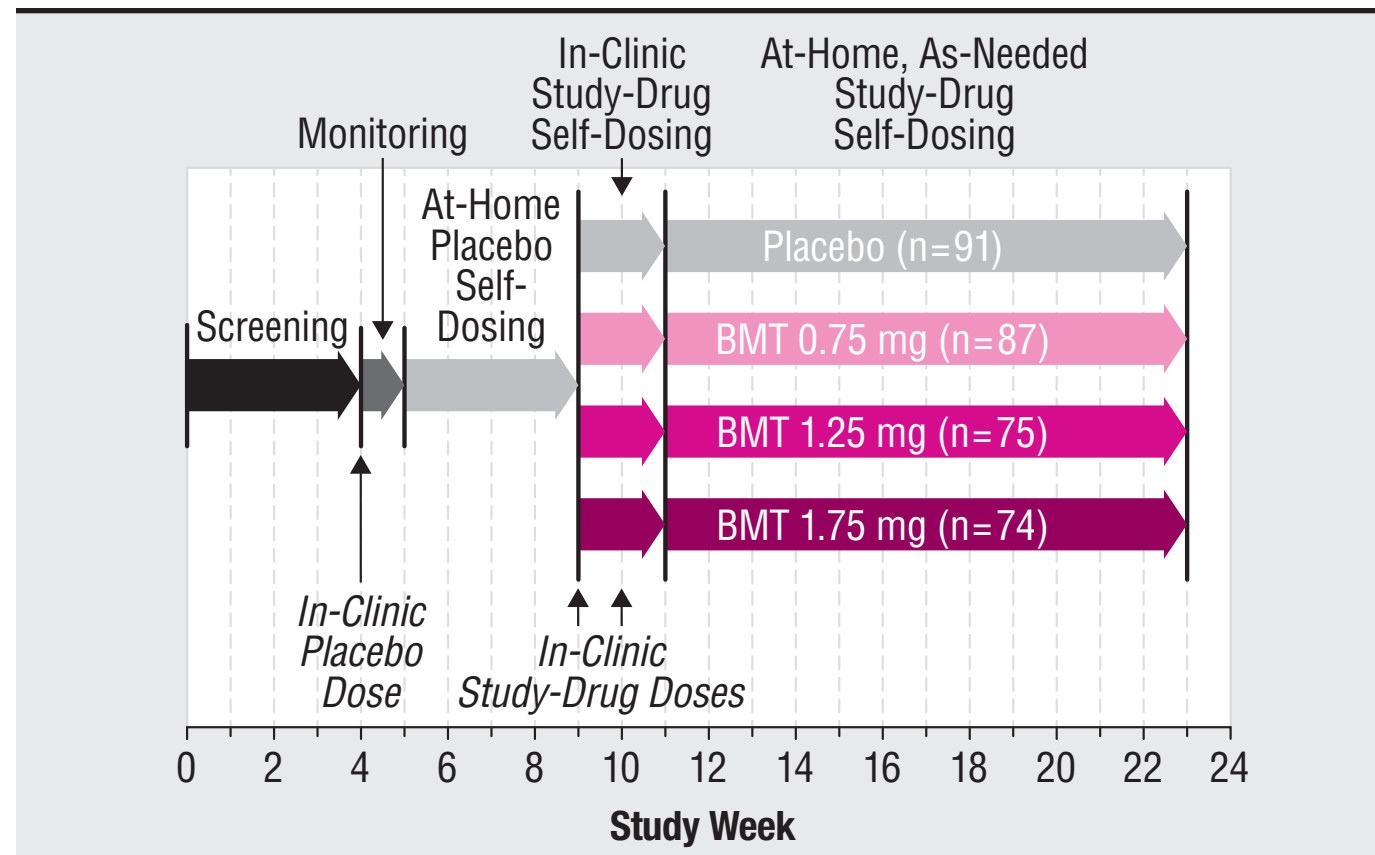 In-Clinic
Study-Drug
Self-Dosing
At-Home, As-Needed
Study-Drug
Self-Dosing
Monitoring
At-Home
Placebo
Self-
Dosing
Screening
Placebo (n=91)
BMT 0.75 mg (n=87)
BMT 1.25 mg (n=75)
BMT 1.75 mg (n=74)
In-Clinic
Placebo
Dose
In-Clinic
Study-Drug Doses
0 2 4 6 8 10 12 14 16 18 20 22 24
Study Week